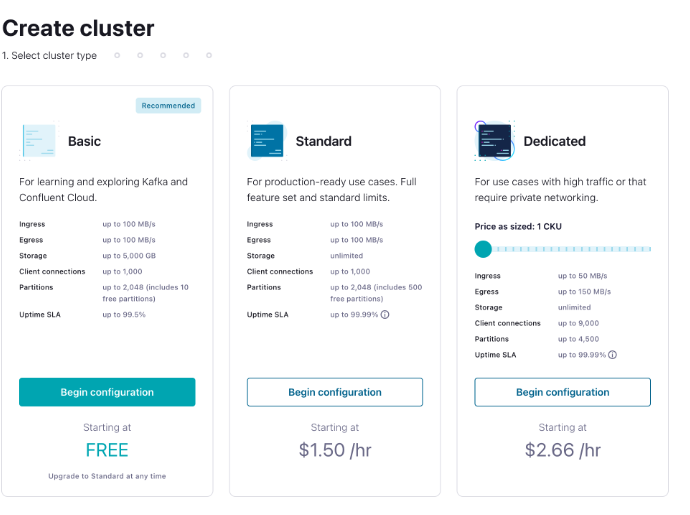 Create cluster
1. Select cluster type
Recommended
Basic
For learning and exploring Kafka and
Confluent Cloud.
Ingress up to 100 MB/s
Egress up to 100 MB/s
Storage up to 5,000 GB
Client connections up to 1,000
Partitions up to 2,048 (includes 10
free partitions)
Uptime SLA up to 99.5%
Begin configuration
Starting at
FREE
Upgrade to Standard at any time
Standard
For production-ready use cases. Full
feature set and standard limits.
Ingress up to 100 MB/s
Egress up to 100 MB/s
Storage unlimited
Client connections up to 1,000
Partitions up to 2,048 (includes 500
free partitions)
Uptime SLA up to 99.99%
Begin configuration
Starting at
$1.50 /hr
Dedicated
For use cases with high traffic or that
require private networking.
Price as sized: 1 CKU
Ingress up to 50 MB/s
Egress up to 150 MB/s
Storage unlimited
Client connections up to 9,000
Partitions up to 4,500
Uptime SLA up to 99.99%
Begin configuration
Starting at
$2.66 /hr